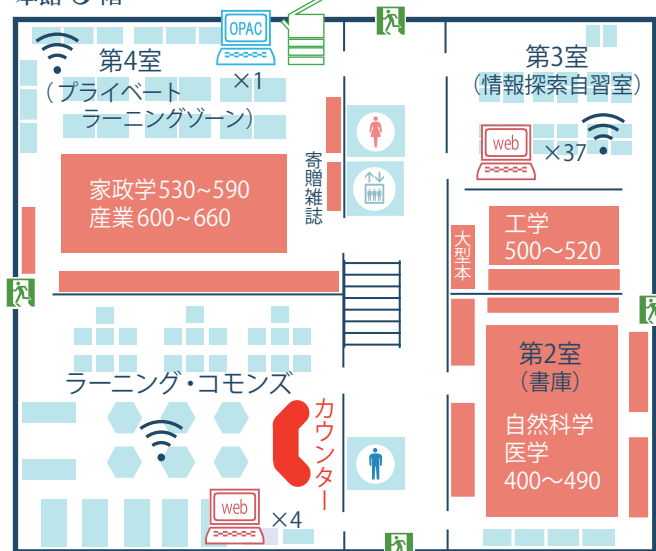 OPAC
×1
第4室
(プライベート
ラーニングゾーン)
第3室
(情報探索自習室)
web
×37
寄贈雑誌
家政学530~590
産業600~660
大型本
工学
500~520
ラーニング・コモンズ
カウンター
web
×4
第2室
(書庫)
自然科学
医学
400~490